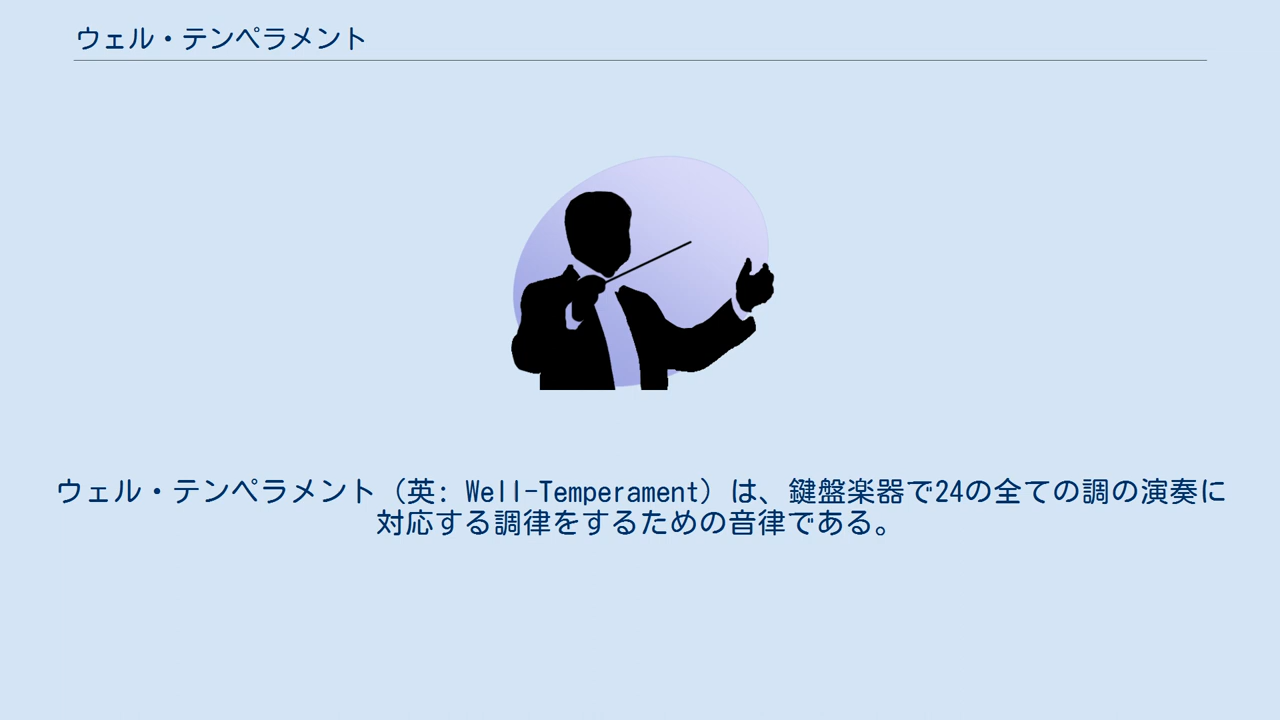 ウェル・テンペラメント
ウェル・テンペラメント（英: Well-Temperament）は、鍵盤楽器で24の全ての調の演奏に
対応する調律をするための音律である。